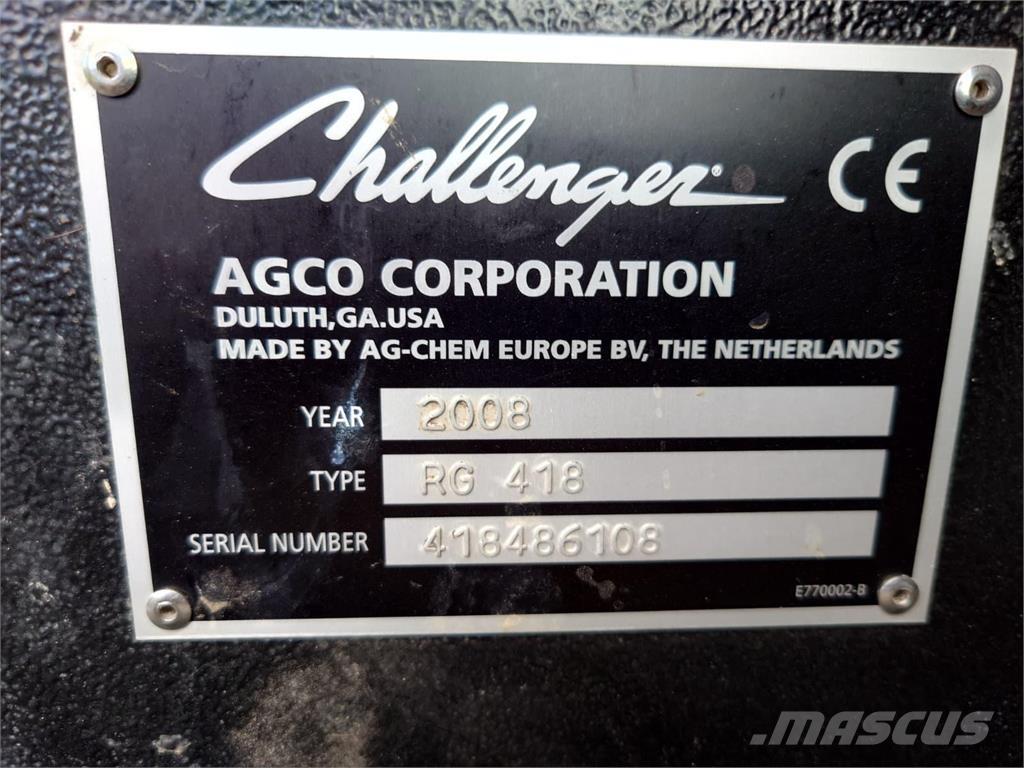 Challenger® CE
AGCO CORPORATION
DULUTH,GA.USA
MADE BY AG-CHEM EUROPE BV, THE NETHERLANDS
YEAR 2008
TYPE RG 418
SERIAL NUMBER 418486108
E770002-B
MASCUS